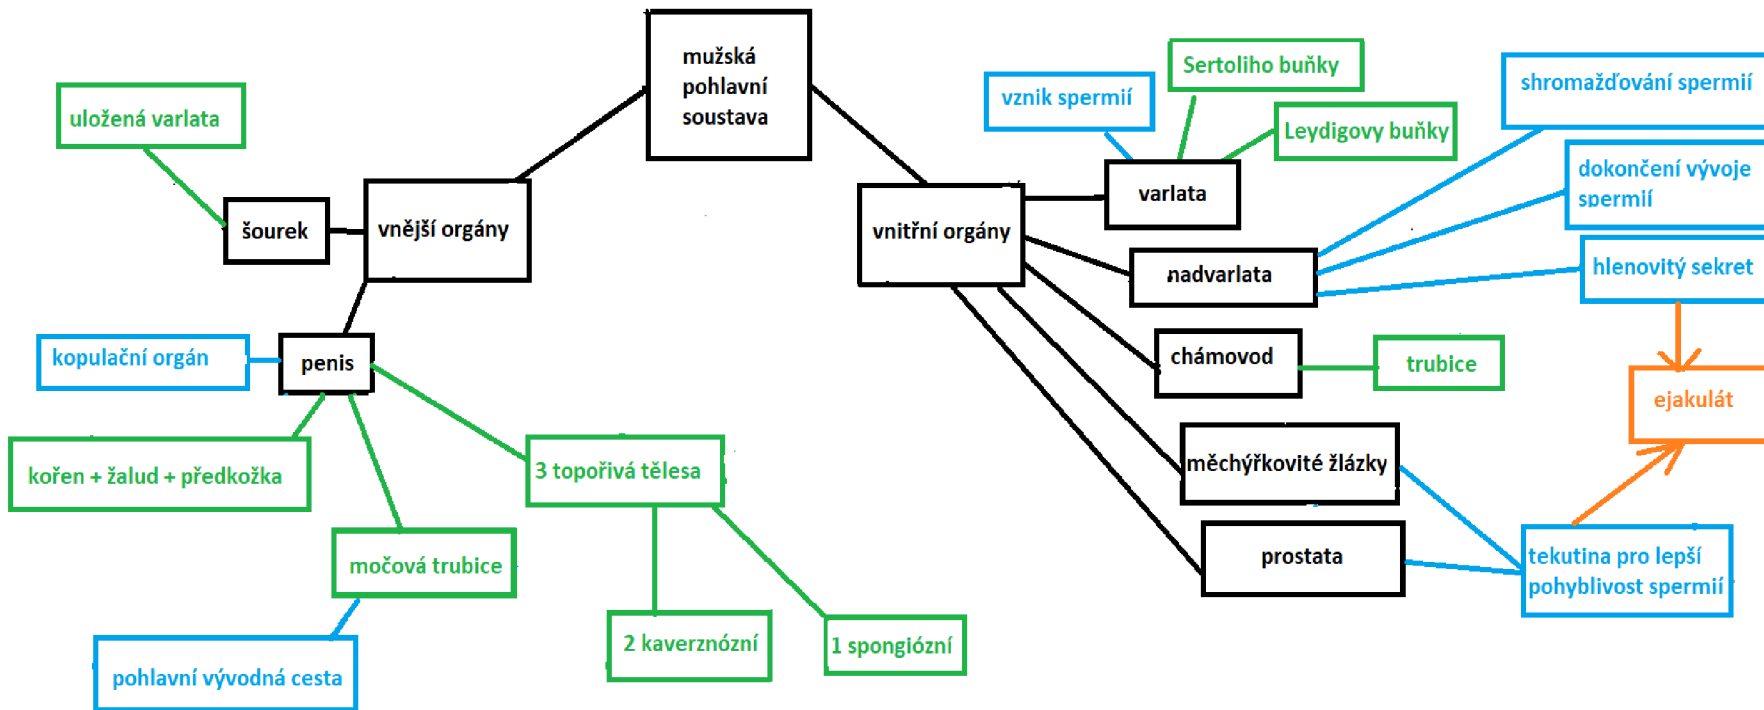 mužská
pohlavní
soustava
uložená varlata
šourek
vnější orgány
kopulační orgán
penis
kořen + žalud + předkožka
3 topořivá tělesa
močová trubice
2 kaverznózní
1 spongiózní
pohlavní vývodná cesta
vnitřní orgány
vznik spermií
Sertoliho buňky
Leydigovy buňky
varlata
shromažďování spermií
dokončení vývoje
spermií
nadvarlata
hlenovitý sekret
chámovod
trubice
ejakulát
měchýřkovité žlázky
prostata
tekutina pro lepší
pohyblivost spermií